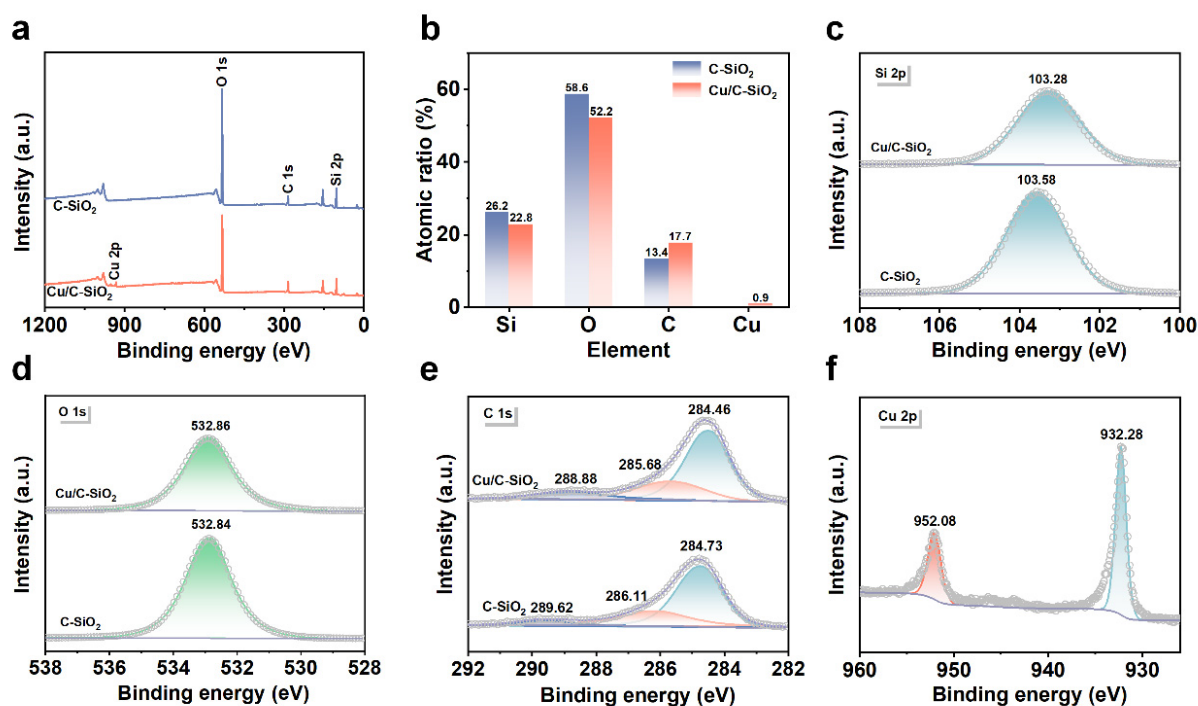 a
Intensity (a.u.)
O 1s
C 1s
Si 2p
C-SiO₂
Cu 2p
Cu/C-SiO₂
1200 900 600 300 0
Binding energy (eV)
b
Atomic ratio (%)
60
40
20
0
C-SiO₂
Cu/C-SiO₂
26.2
22.8
58.6
52.2
13.4
17.7
0.9
Si O C Cu
Element
c
Intensity (a.u.)
Si 2p
103.28
Cu/C-SiO₂
103.58
C-SiO₂
108 106 104 102 100
Binding energy (eV)
d
Intensity (a.u.)
O 1s
532.86
Cu/C-SiO₂
532.84
C-SiO₂
538 536 534 532 530 528
Binding energy (eV)
e
Intensity (a.u.)
C 1s
284.46
285.68
288.88
Cu/C-SiO₂
284.73
286.11
289.62
C-SiO₂
292 290 288 286 284 282
Binding energy (eV)
f
Intensity (a.u.)
Cu 2p
932.28
952.08
960 950 940 930
Binding energy (eV)